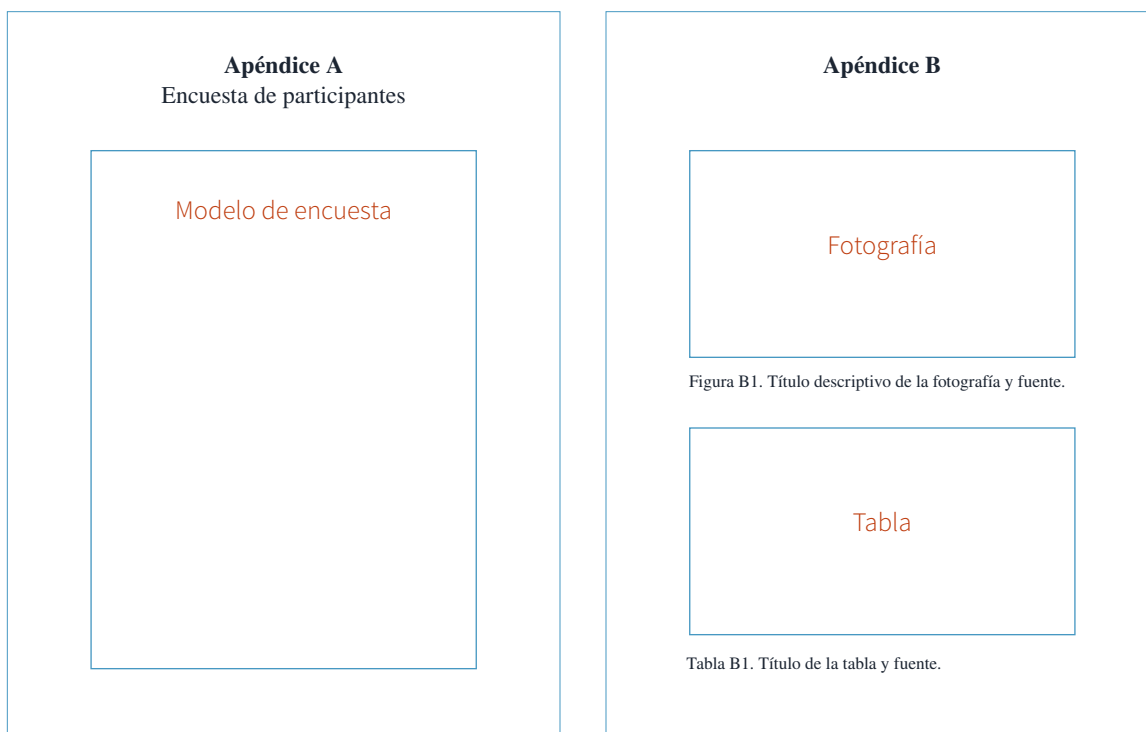 Apéndice A
Encuesta de participantes
Modelo de encuesta
Apéndice B
Fotografía
Figura B1. Título descriptivo de la fotografía y fuente.
Tabla
Tabla B1. Título de la tabla y fuente.